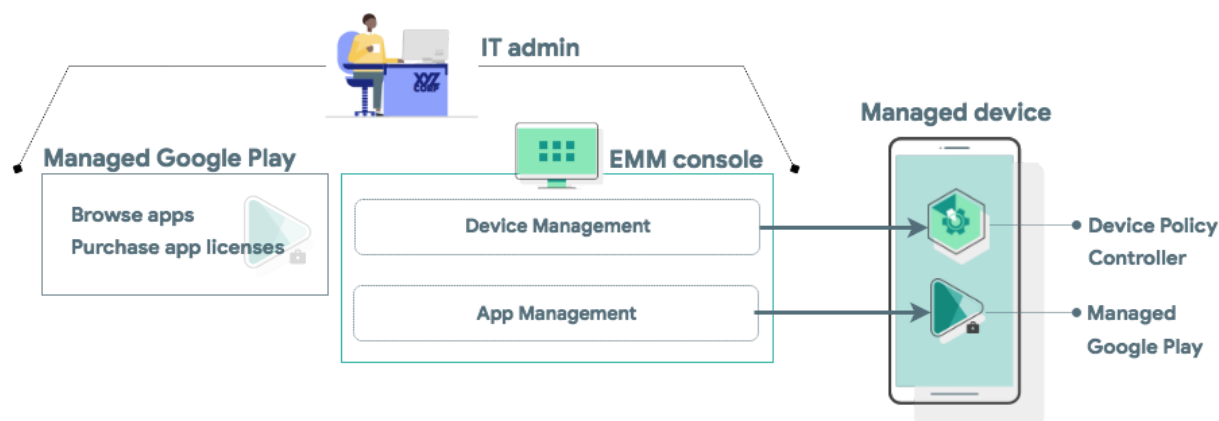 IT admin
XYZ
CORP
Managed device
Managed Google Play
EMM console
Browse apps
Purchase app licenses
Device Management
App Management
Device Policy
Controller
Managed
Google Play